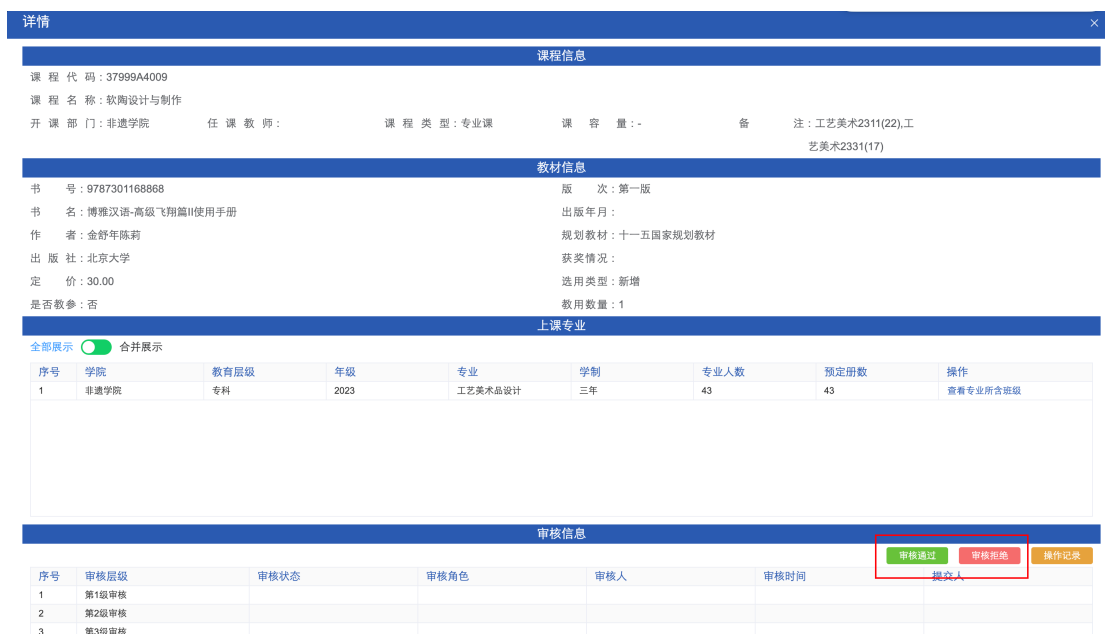 详情 ×
课程信息
课程代码：37999A4009
课程名称：软陶设计与制作
开课部门：非遗学院 任课教师： 课程类型：专业课 课容量：- 备注：工艺美术2311(22),工
艺美术2331(17)
教材信息
书号：9787301168868 版次：第一版
书名：博雅汉语-高级飞翔篇II使用手册 出版年月：
作者：金舒年陈莉 规划教材：十一五国家规划教材
出版社：北京大学 获奖情况：
定价：30.00 选用类型：新增
是否教参：否 教用数量：1
上课专业
全部展示 合并展示
序号 学院 教育层级 年级 专业 学制 专业人数 预定册数 操作
1 非遗学院 专科 2023 工艺美术品设计 三年 43 43 查看专业所含班级
审核信息
审核通过 审核拒绝 操作记录
序号 审核层级 审核状态 审核角色 审核人 审核时间 提交人
1 第1级审核
2 第2级审核
3 第3级审核